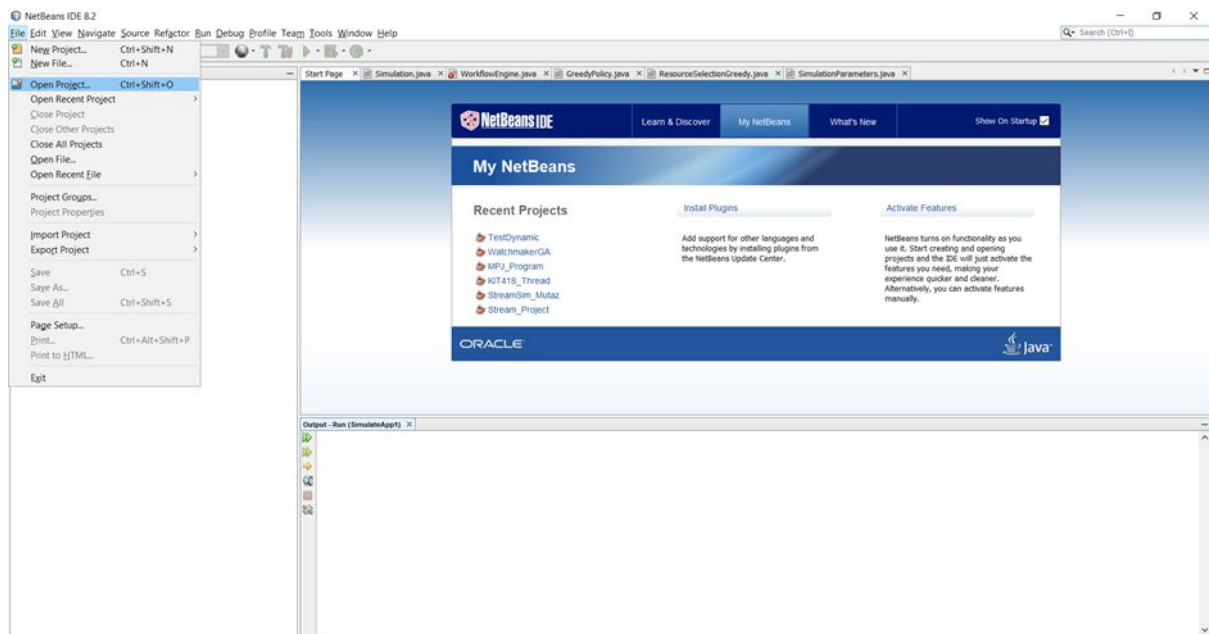 NetBeans IDE 8.2
File Edit View Navigate Source Refactor Run Debug Profile Team Tools Window Help
Search (Ctrl+I)
New Project... Ctrl+Shift+N
New File... Ctrl+N
Open Project... Ctrl+Shift+O
Open Recent Project
Close Project
Close Other Projects
Close All Projects
Open File...
Open Recent File
Project Groups...
Project Properties
Import Project
Export Project
Save Ctrl+S
Save As...
Save All Ctrl+Shift+S
Page Setup...
Print... Ctrl+Alt+Shift+P
Print to HTML...
Exit
Start Page Simulation.java WorkflowEngine.java GreedyPolicy.java ResourceSelectionGreedy.java SimulationParameters.java
NetBeans IDE Learn & Discover My NetBeans What's New Show On Startup
My NetBeans
Recent Projects
TestDynamic
WatchmakerGA
MPJ_Program
KIT418_Thread
StreamSim_Mutaz
Stream_Project
Install Plugins
Add support for other languages and
technologies by installing plugins from
the NetBeans Update Center.
Activate Features
NetBeans turns on functionality as you
use it. Start creating and opening
projects and the IDE will just activate the
features you need, making your
experience quicker and cleaner.
Alternatively, you can activate features
manually.
ORACLE Java
Output - Run (SimulateApp1)